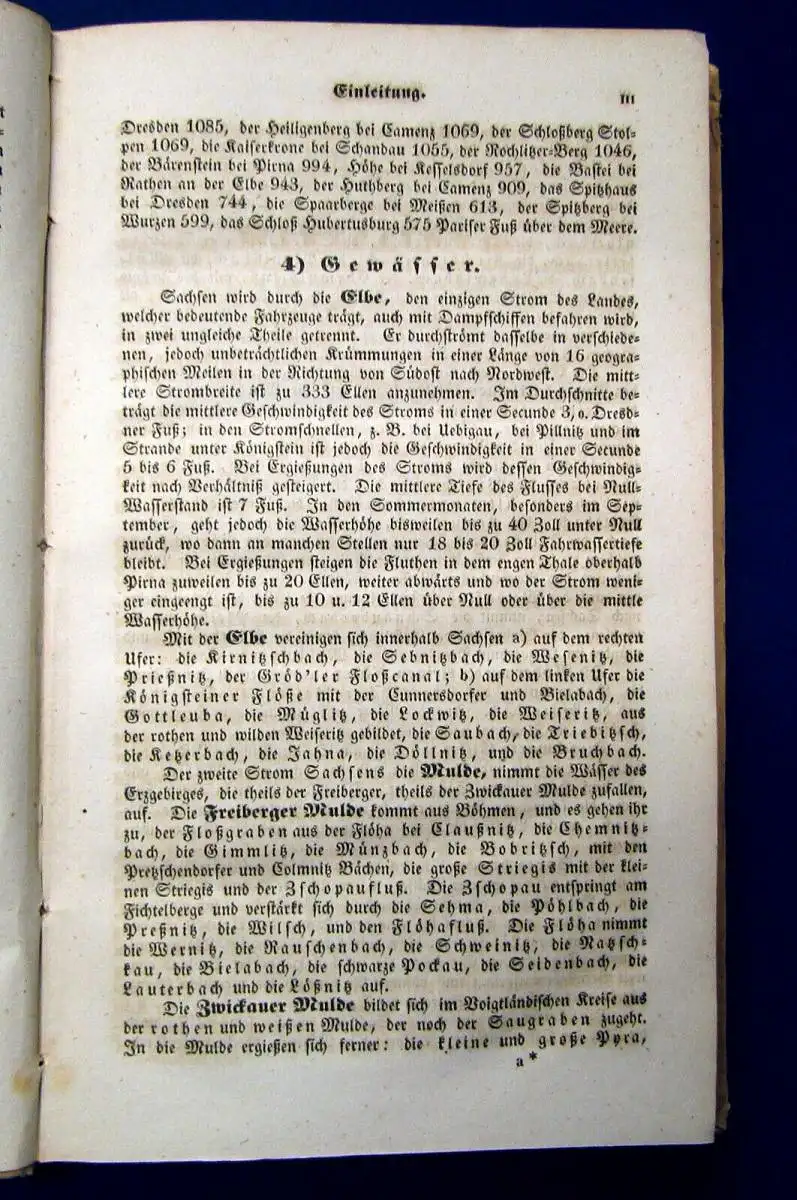 Einleitung. III
Dresden 1085, der Heiligenberg bei Camenz 1069, der Schloßberg Stol-
pen 1069, die Kaiserkrone bei Schandau 1055, der Rochlitzer-Berg 1046,
der Bärenstein bei Pirna 994, Höhe bei Kesselsdorf 957, die Bastei bei
Rathen an der Elbe 943, der Huthberg bei Camenz 909, das Spitzhaus
bei Dresden 744, die Spaarberge bei Meißen 613, der Spitzberg bei
Wurzen 599, das Schloß Hubertusburg 575 Pariser Fuß über dem Meere.
4) Gewässer.
Sachsen wird durch die Elbe, den einzigen Strom des Landes,
welcher bedeutende Fahrzeuge trägt, auch mit Dampfschiffen befahren wird,
in zwei ungleiche Theile getrennt. Er durchströmt dasselbe in verschiede-
nen, jedoch unbeträchtlichen Krümmungen in einer Länge von 16 geogra-
phischen Meilen in der Richtung von Südost nach Nordwest. Die mitt-
lere Strombreite ist zu 333 Ellen anzunehmen. Im Durchschnitte be-
trägt die mittlere Geschwindigkeit des Stroms in einer Secunde 3,0. Dresd-
ner Fuß; in den Stromschnellen, z. B. bei Uebigau, bei Pillnitz und im
Strande unter Königstein ist jedoch die Geschwindigkeit in einer Secunde
5 bis 6 Fuß. Bei Ergießungen des Stroms wird dessen Geschwindig-
keit nach Verhältniß gesteigert. Die mittlere Tiefe des Flusses bei Null-
Wasserstand ist 7 Fuß. In den Sommermonaten, besonders im Sep-
tember, geht jedoch die Wasserhöhe bisweilen bis zu 40 Zoll unter Null
zurück, wo dann an manchen Stellen nur 18 bis 20 Zoll Fahrwassertiefe
bleibt. Bei Ergießungen steigen die Fluthen in dem engen Thale oberhalb
Pirna zuweilen bis zu 20 Ellen, weiter abwärts und wo der Strom weni-
ger eingeengt ist, bis zu 10 u. 12 Ellen über Null oder über die mittle
Wasserhöhe.
Mit der Elbe vereinigen sich innerhalb Sachsen a) auf dem rechten
Ufer: die Kirnitzschbach, die Sebnitzbach, die Wesenitz, die
Prießnitz, der Gröd'ler Floßcanal; b) auf dem linken Ufer die
Königsteiner Flöße mit der Cunnersdorfer und Bielabach, die
Gottleuba, die Müglitz, die Lockwitz, die Weiseritz, aus
der rothen und wilden Weiseritz gebildet, die Saubach, die Triebitzsch,
die Ketzerbach, die Jahna, die Döllnitz, und die Bruchbach.
Der zweite Strom Sachsens die Mulde, nimmt die Wässer des
Erzgebirges, die theils der Freiberger, theils der Zwickauer Mulde zufallen,
auf. Die Freiberger Mulde kommt aus Böhmen, und es gehen ihr
zu, der Floßgraben aus der Flöha bei Claußnitz, die Chemnitz-
bach, die Gimmlitz, die Münzbach, die Bobritzsch, mit den
Pretzschendorfer und Colmnitz Bächen, die große Striegis mit der klei-
nen Striegis und der Zschopaufluß. Die Zschopau entspringt am
Fichtelberge und verstärkt sich durch die Sehma, die Pöhlbach, die
Preßnitz, die Wilsch, und den Flöhafluß. Die Flöha nimmt
die Wernitz, die Rauschenbach, die Schweinitz, die Natzsch-
kau, die Bielabach, die schwarze Pockau, die Seidenbach, die
Lauterbach und die Lößnitz auf.
Die Zwickauer Mulde bildet sich im Voigtländischen Kreise aus
der rothen und weißen Mulde, der noch der Saugraben zugeht.
In die Mulde ergießen sich ferner: die kleine und große Pyra,
a*